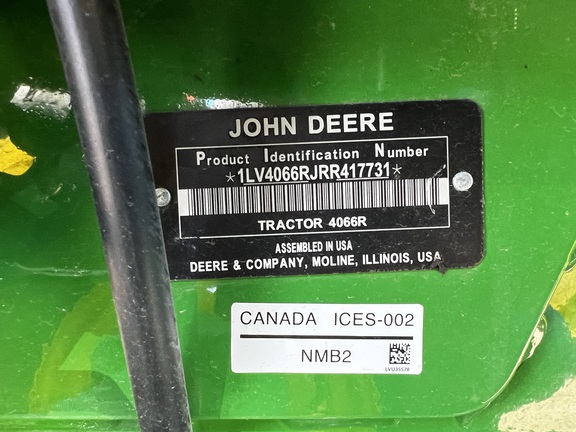 JOHN DEERE
Product Identification Number
*1LV4066RJRR417731*
TRACTOR 4066R
ASSEMBLED IN USA
DEERE & COMPANY, MOLINE, ILLINOIS, USA
CANADA ICES-002
NMB2
LVU35578